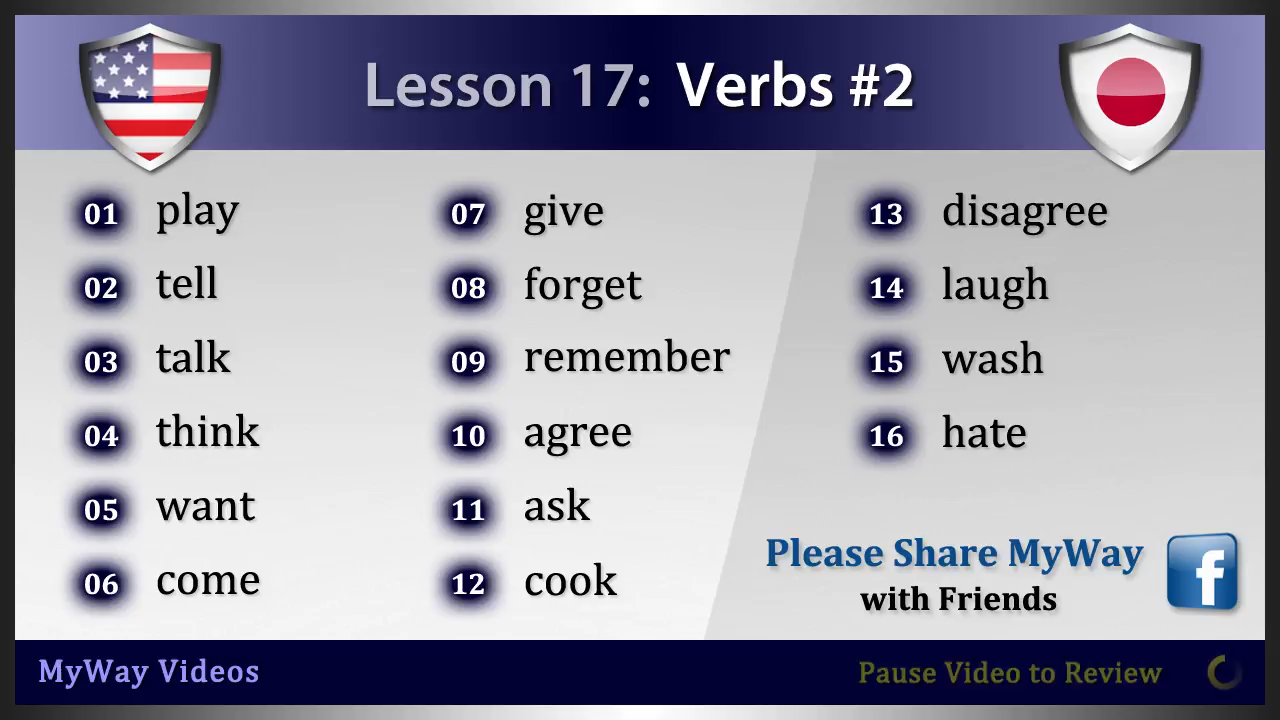 Lesson 17: Verbs #2
01 play
02 tell
03 talk
04 think
05 want
06 come
07 give
08 forget
09 remember
10 agree
11 ask
12 cook
13 disagree
14 laugh
15 wash
16 hate
Please Share MyWay
with Friends
f
MyWay Videos
Pause Video to Review